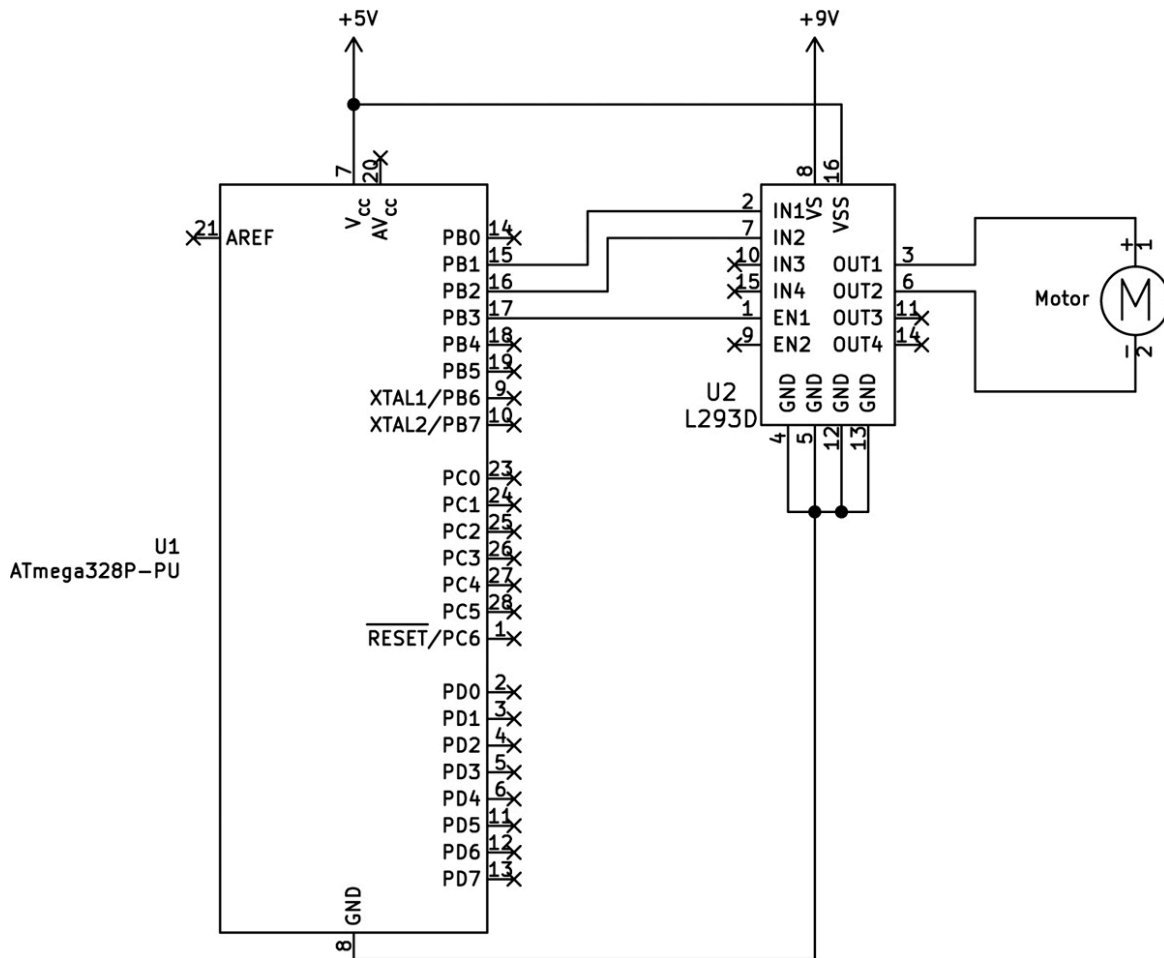 +5V
+9V
7
20
8
16
Vcc
AVcc
VS
VSS
21
AREF
PB0
14
PB1
15
PB2
16
PB3
17
PB4
18
PB5
19
XTAL1/PB6
9
XTAL2/PB7
10
PC0
23
PC1
24
PC2
25
PC3
26
PC4
27
PC5
28
RESET/PC6
1
PD0
2
PD1
3
PD2
4
PD3
5
PD4
6
PD5
11
PD6
12
PD7
13
GND
8
U1
ATmega328P-PU
2
IN1
7
IN2
10
IN3
15
IN4
1
EN1
9
EN2
OUT1
3
OUT2
6
OUT3
11
OUT4
14
GND
GND
GND
GND
4
5
12
13
U2
L293D
Motor
M
+
1
−
2